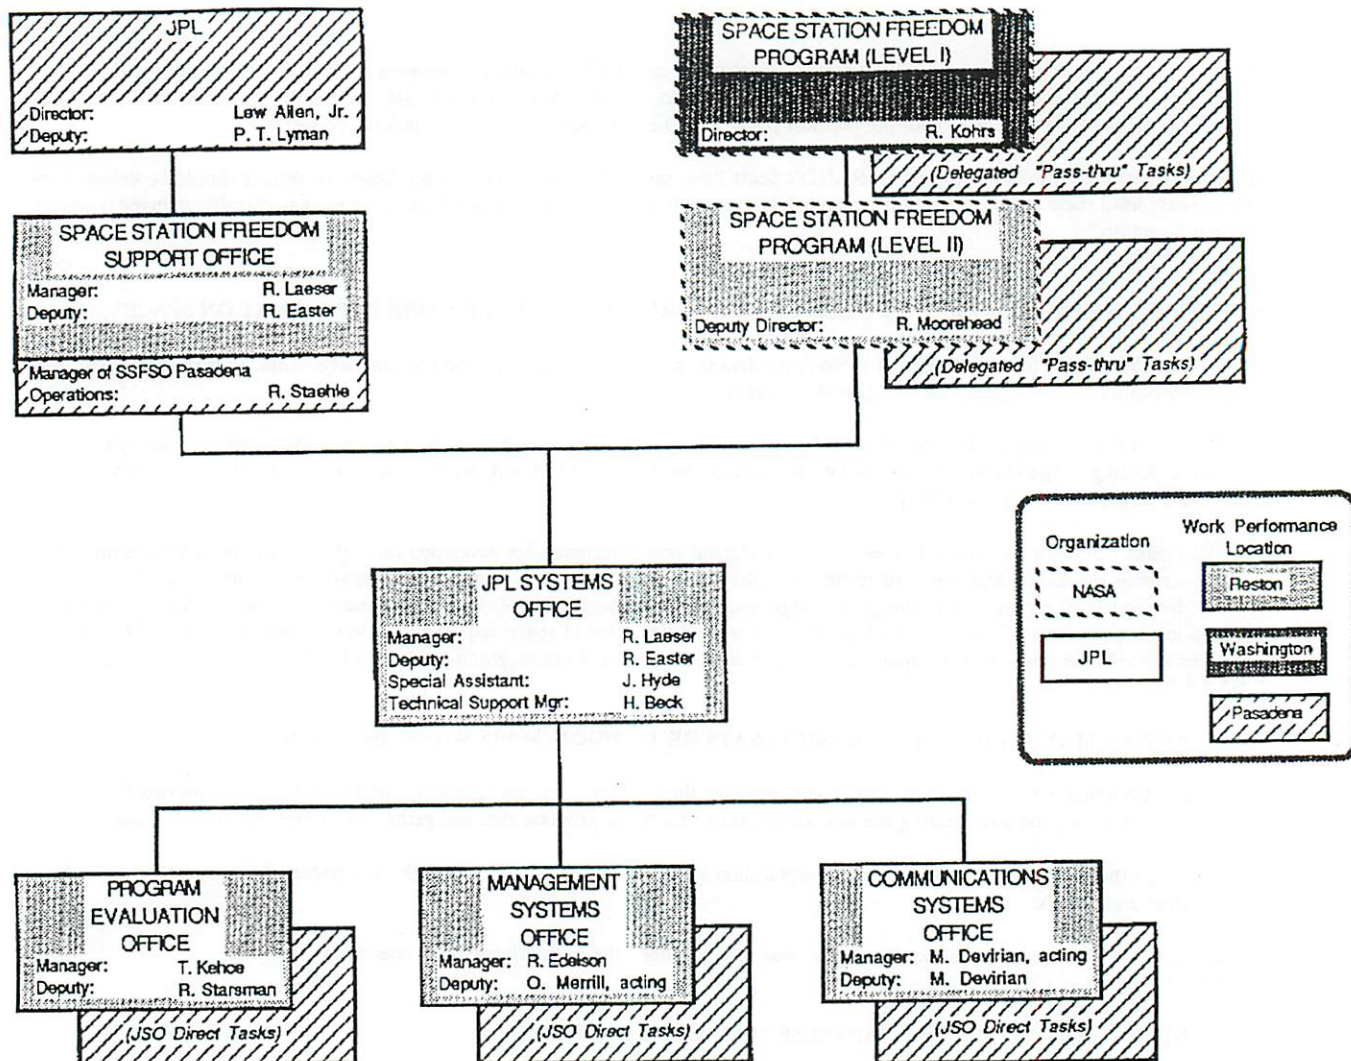 JPL
Director: Lew Allen, Jr.
Deputy: P. T. Lyman
SPACE STATION FREEDOM
PROGRAM (LEVEL I)
Director: R. Kohrs
(Delegated "Pass-thru" Tasks)
SPACE STATION FREEDOM
SUPPORT OFFICE
Manager: R. Laeser
Deputy: R. Easter
Manager of SSFSO Pasadena
Operations: R. Staehle
SPACE STATION FREEDOM
PROGRAM (LEVEL II)
Deputy Director: R. Moorehead
(Delegated "Pass-thru" Tasks)
JPL SYSTEMS
OFFICE
Manager: R. Laeser
Deputy: R. Easter
Special Assistant: J. Hyde
Technical Support Mgr: H. Beck
Organization
NASA
JPL
Work Performance
Location
Reston
Washington
Pasadena
PROGRAM
EVALUATION
OFFICE
Manager: T. Kehoe
Deputy: R. Starsman
(JSO Direct Tasks)
MANAGEMENT
SYSTEMS
OFFICE
Manager: R. Edelson
Deputy: O. Merrill, acting
(JSO Direct Tasks)
COMMUNICATIONS
SYSTEMS
OFFICE
Manager: M. Devirian, acting
Deputy: M. Devirian
(JSO Direct Tasks)